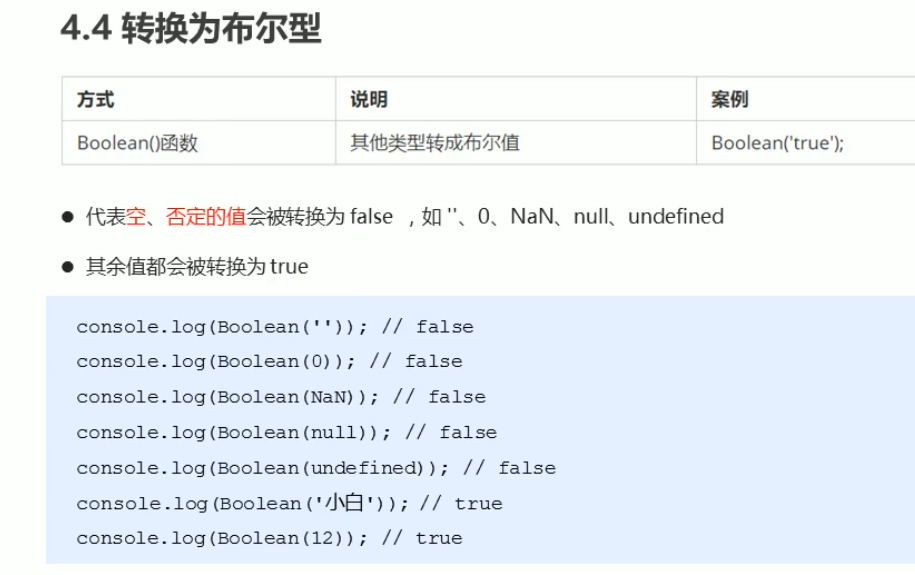 4.4 转换为布尔型
方式 说明 案例
Boolean()函数 其他类型转成布尔值 Boolean('true');
● 代表空、否定的值会被转换为 false ，如 ''、0、NaN、null、undefined
● 其余值都会被转换为 true
console.log(Boolean('')); // false
console.log(Boolean(0)); // false
console.log(Boolean(NaN)); // false
console.log(Boolean(null)); // false
console.log(Boolean(undefined)); // false
console.log(Boolean('小白')); // true
console.log(Boolean(12)); // true